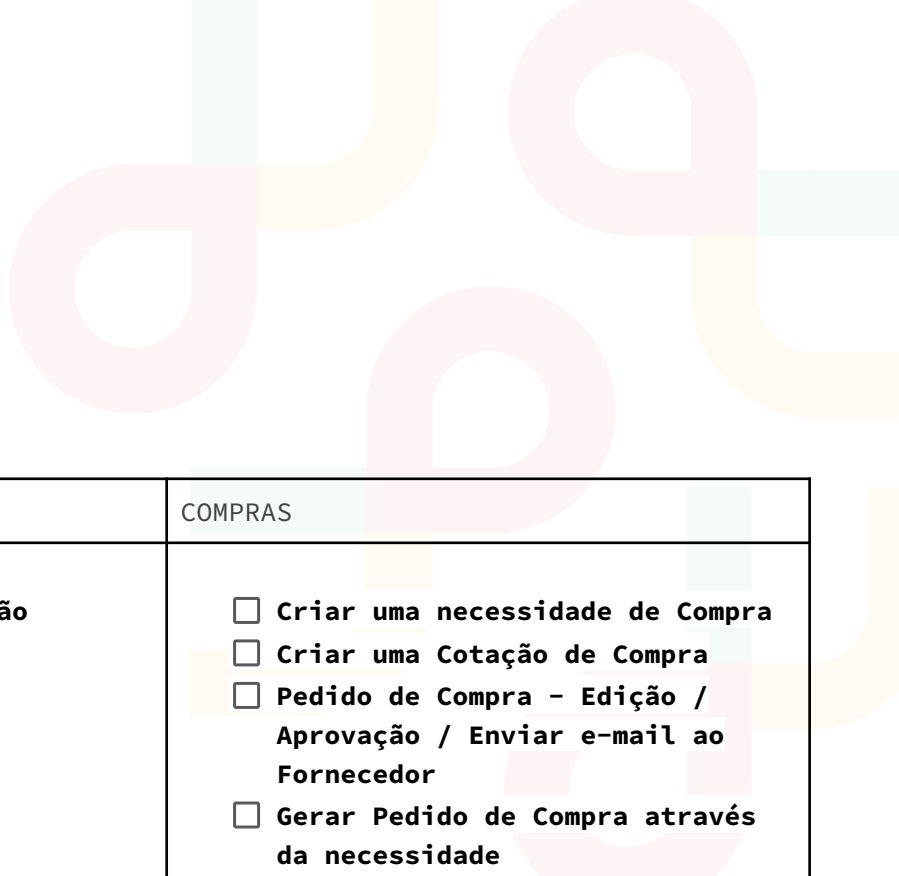 COMPRAS
ão
Criar uma necessidade de Compra
Criar uma Cotação de Compra
Pedido de Compra - Edição /
Aprovação / Enviar e-mail ao
Fornecedor
Gerar Pedido de Compra através
da necessidade